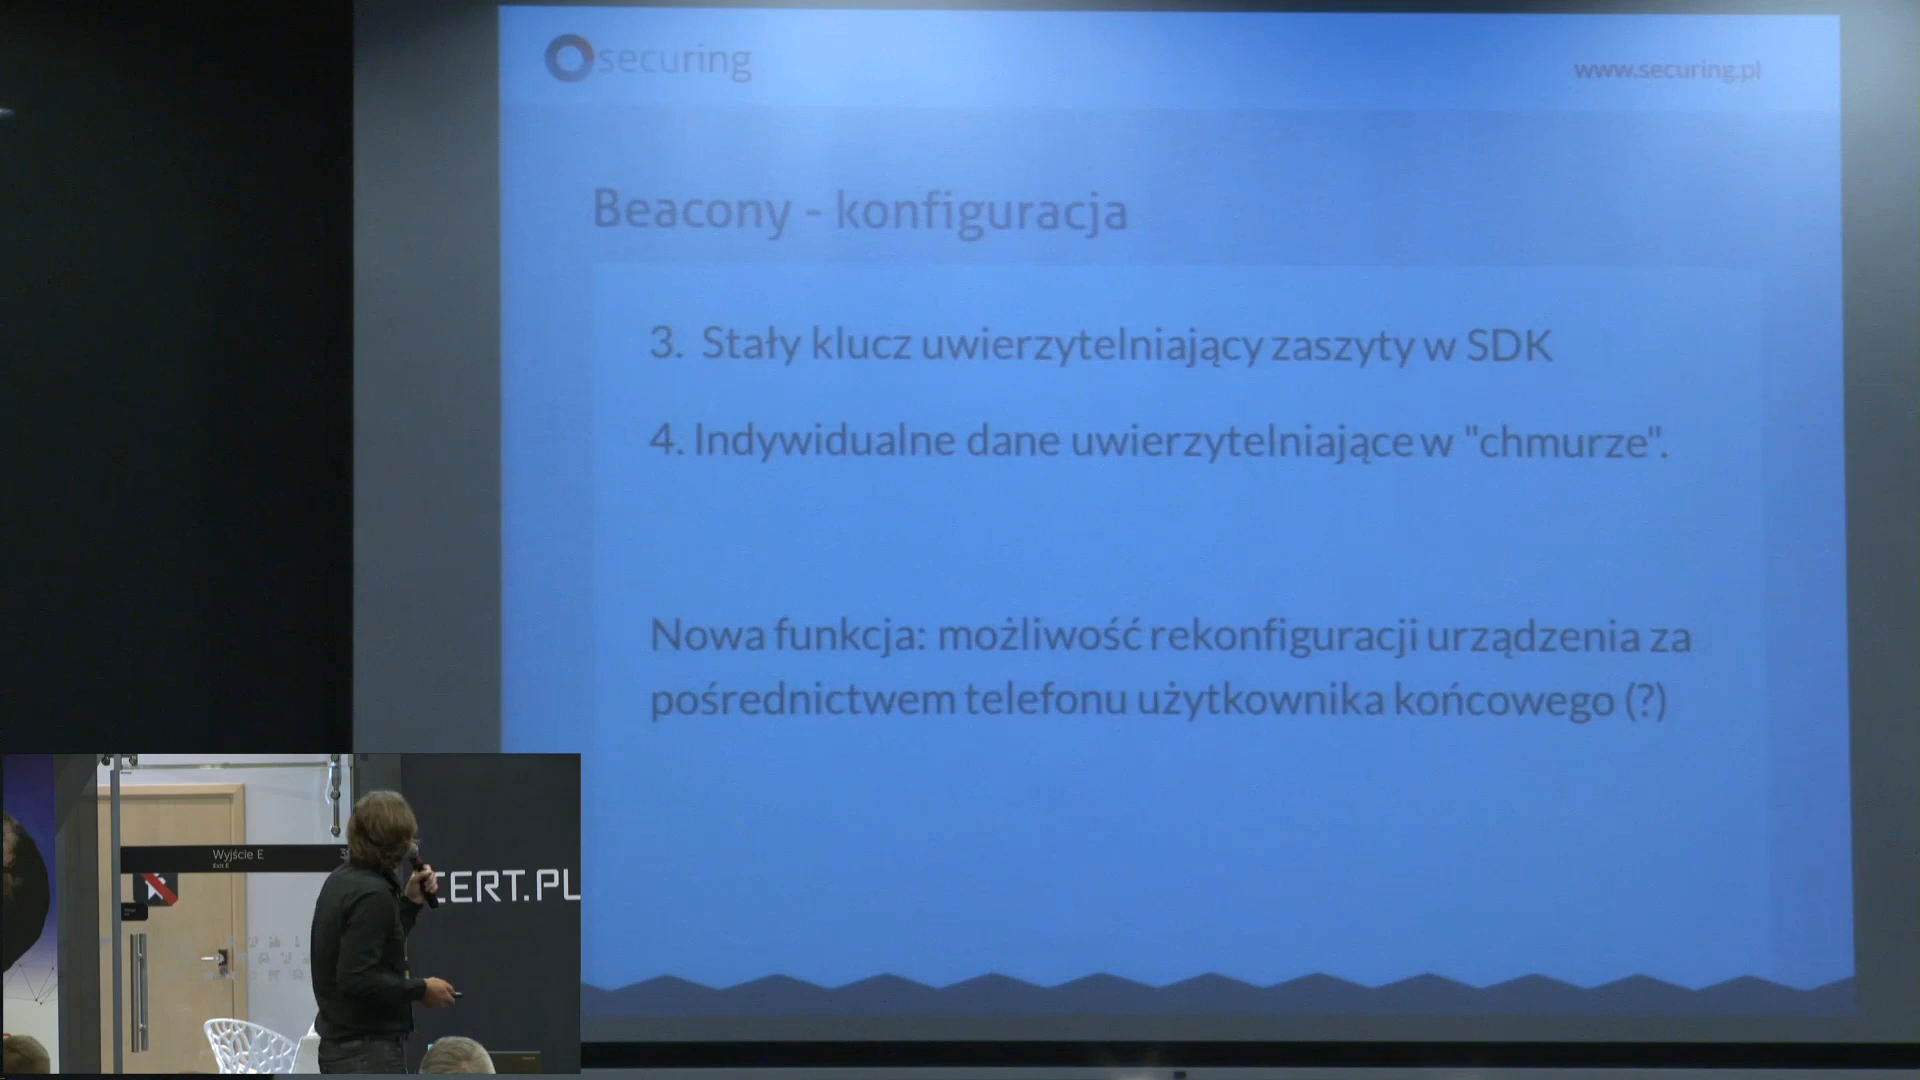 securing
www.securing.pl
Beacony - konfiguracja
3. Stały klucz uwierzytelniający zaszyty w SDK
4. Indywidualne dane uwierzytelniające w "chmurze".
Nowa funkcja: możliwość rekonfiguracji urządzenia za
pośrednictwem telefonu użytkownika końcowego (?)
Wyjście E
Exit E
CERT.PL